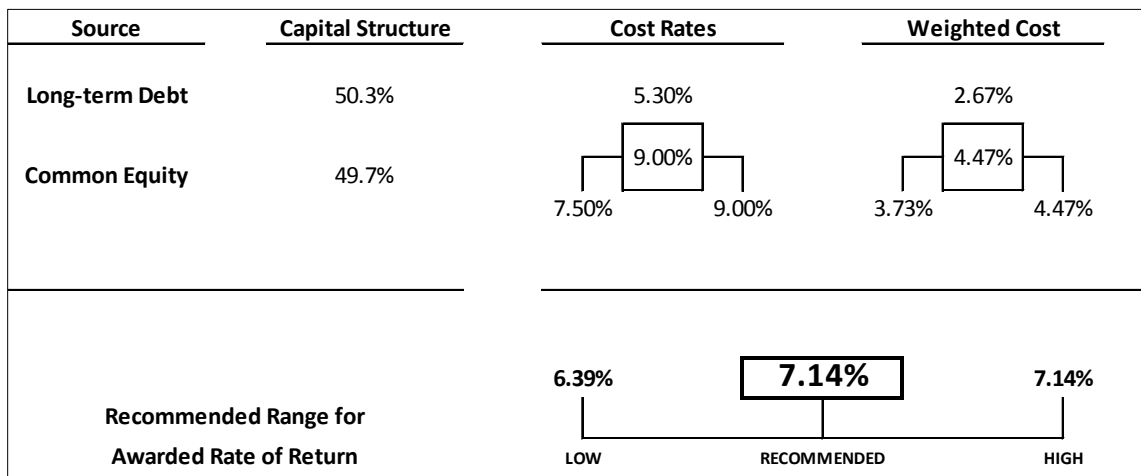 Source Capital Structure Cost Rates Weighted Cost
Long-term Debt 50.3% 5.30% 2.67%
9.00% 4.47%
Common Equity 49.7%
7.50% 9.00% 3.73% 4.47%
6.39% 7.14% 7.14%
Recommended Range for
Awarded Rate of Return LOW RECOMMENDED HIGH